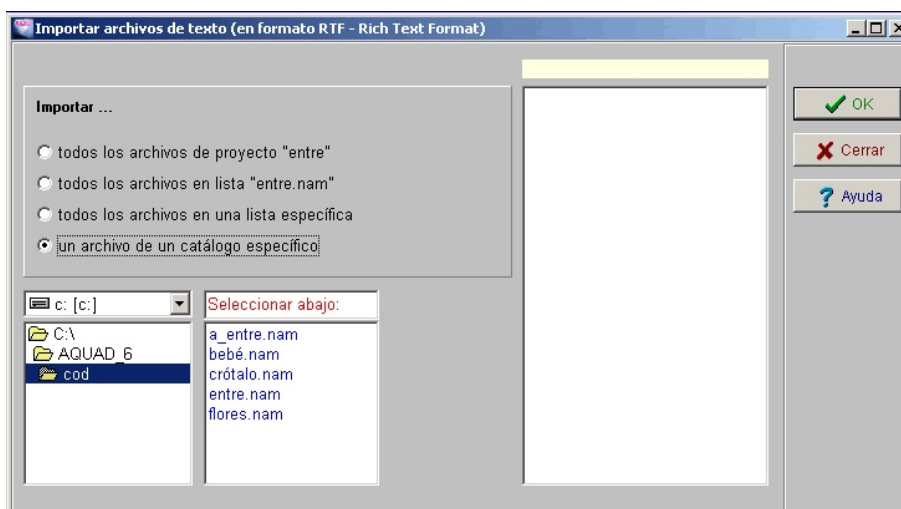 Importar archivos de texto (en formato RTF - Rich Text Format)
Importar ...
todos los archivos de proyecto "entre"
todos los archivos en lista "entre.nam"
todos los archivos en una lista específica
un archivo de un catálogo específico
OK
Cerrar
Ayuda
c: [c:]
Seleccionar abajo:
C:\
AQUAD_6
cod
a_entre.nam
bebé.nam
crótalo.nam
entre.nam
flores.nam